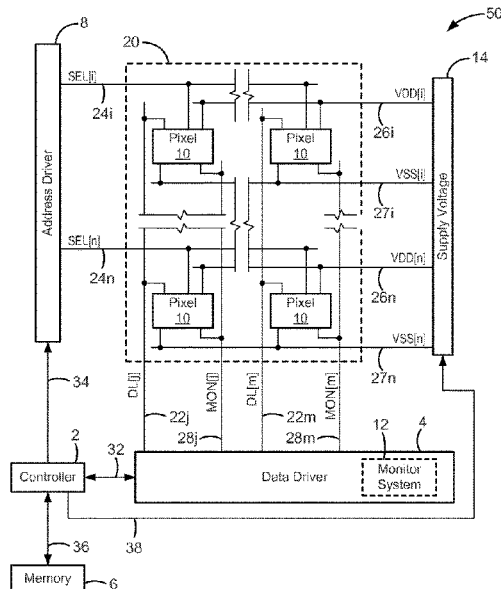 8
50
20
14
SEL[i]
24i
VDD[i]
26i
Pixel
10
Pixel
10
VSS[i]
27i
Address Driver
Supply Voltage
SEL[n]
24n
VDD[n]
26n
Pixel
10
Pixel
10
VSS[n]
27n
DL[j]
MON[j]
DL[m]
MON[m]
22j
22m
34
28j
28m
12
4
2
32
Controller
Data Driver
Monitor
System
36
38
Memory
6